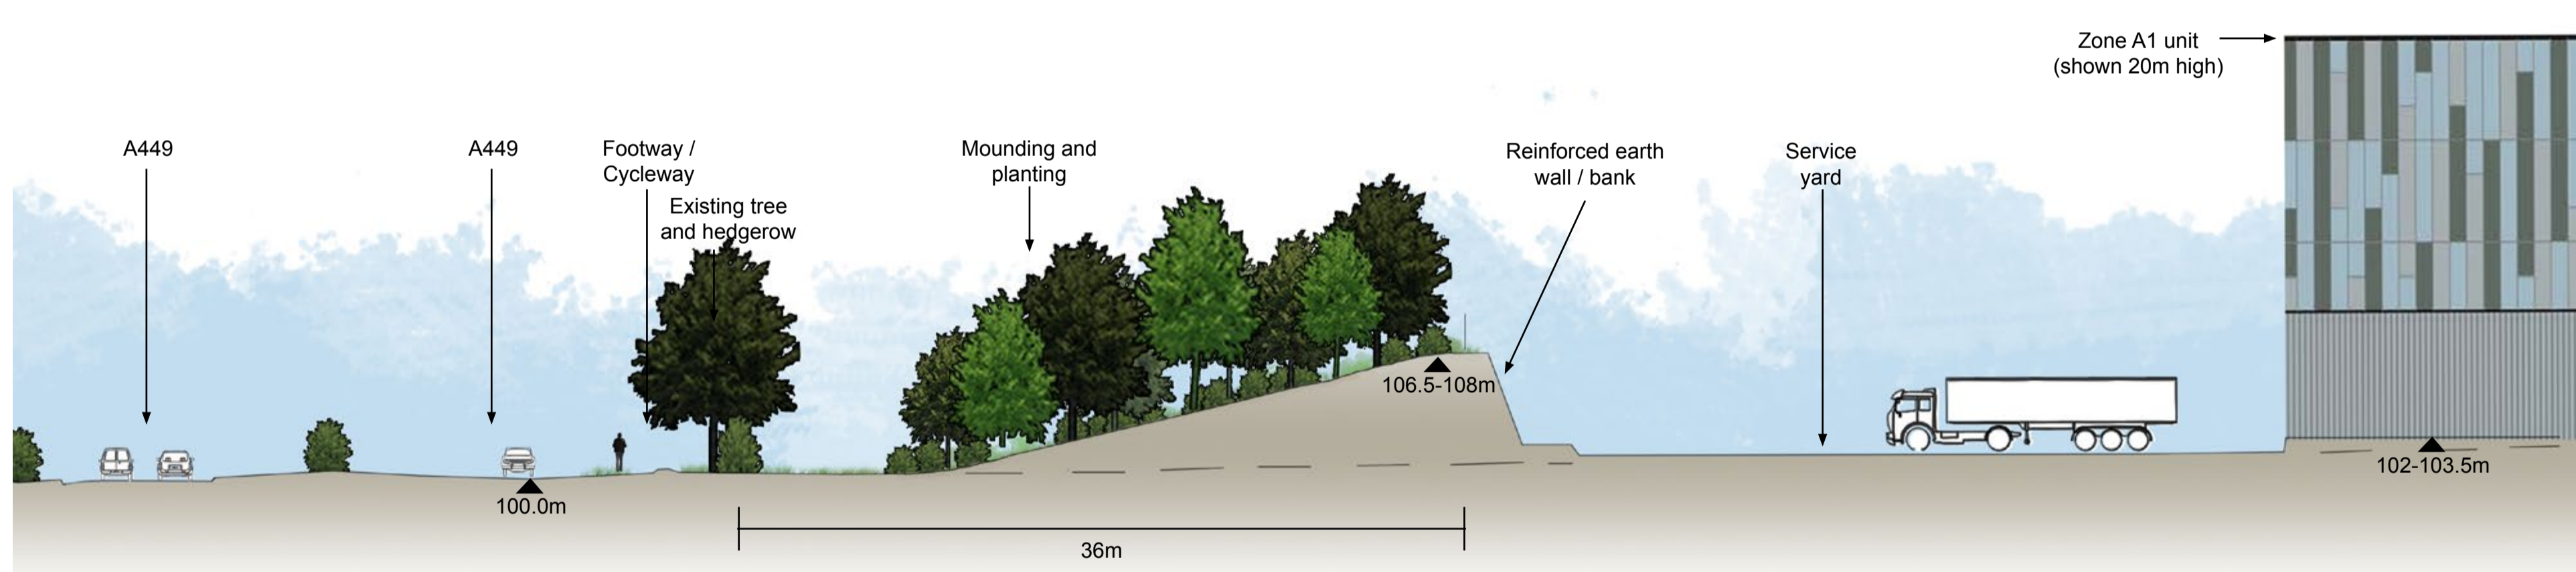 A449
A449
Footway /
Cycleway
Existing tree
and hedgerow
Mounding and
planting
Reinforced earth
wall / bank
Service
yard
Zone A1 unit
(shown 20m high)
100.0m
36m
106.5-108m
102-103.5m